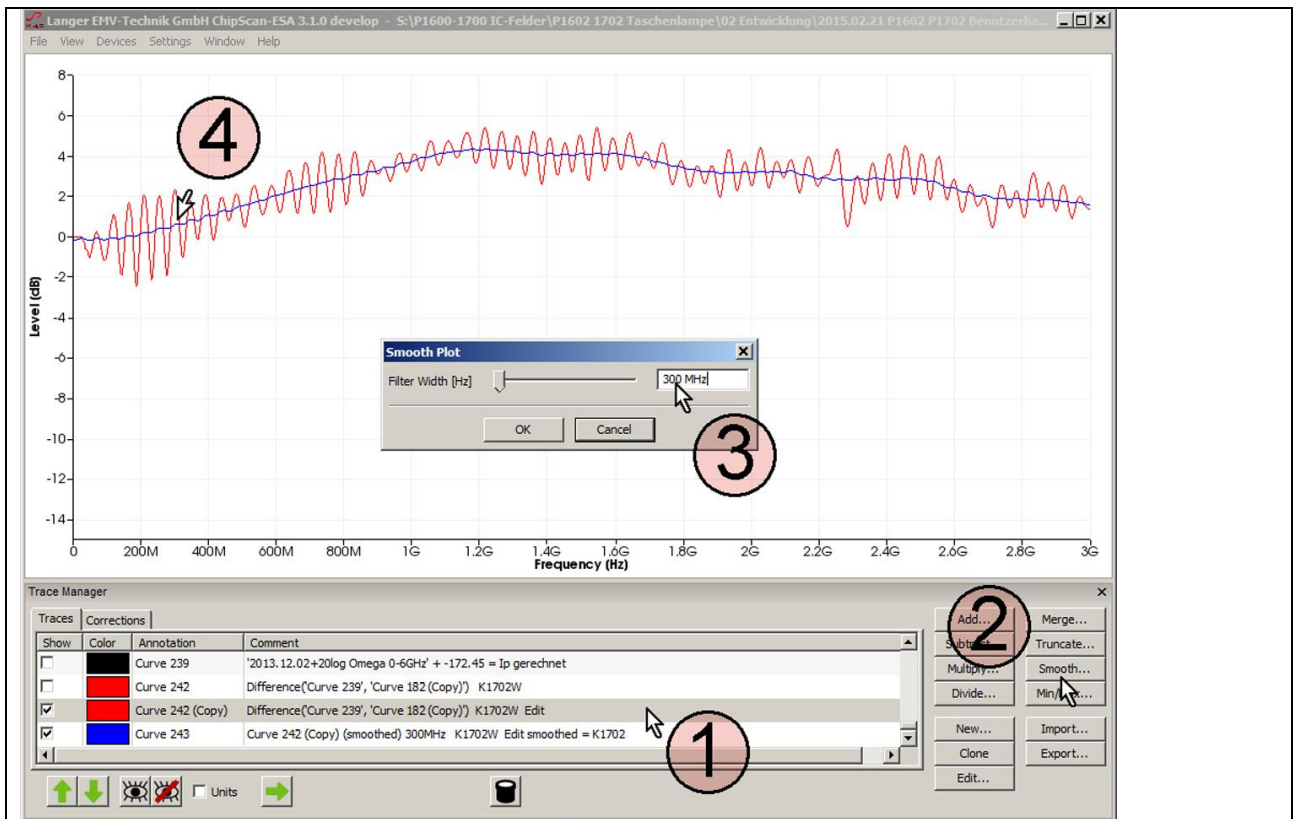 Langer EMV-Technik GmbH ChipScan-ESA 3.1.0 develop - S:\P1600-1700 IC-Felder\P1602 1702 Taschenlampe\02 Entwicklung\2015.02.21 P1602 P1702 Benutzerha...
File View Devices Settings Window Help
8
6
4
2
0
-2
-4
-6
-8
-10
-12
-14
Level (dB)
4
Smooth Plot
Filter Width [Hz] 300 MHz
OK Cancel
3
0 200M 400M 600M 800M 1G 1.2G 1.4G 1.6G 1.8G 2G 2.2G 2.4G 2.6G 2.8G 3G
Frequency (Hz)
Trace Manager
Traces Corrections
Show Color Annotation Comment
Curve 239 '2013.12.02+20log Omega 0-6GHz' + -172.45 = Ip gerechnet
Curve 242 Difference('Curve 239', 'Curve 182 (Copy)') K1702W
Curve 242 (Copy) Difference('Curve 239', 'Curve 182 (Copy)') K1702W Edit
Curve 243 Curve 242 (Copy) (smoothed) 300MHz K1702W Edit smoothed = K1702
1
Units
2
Add... Merge...
Subtract... Truncate...
Multiply... Smooth...
Divide... Min/Max...
New... Import...
Clone Export...
Edit...